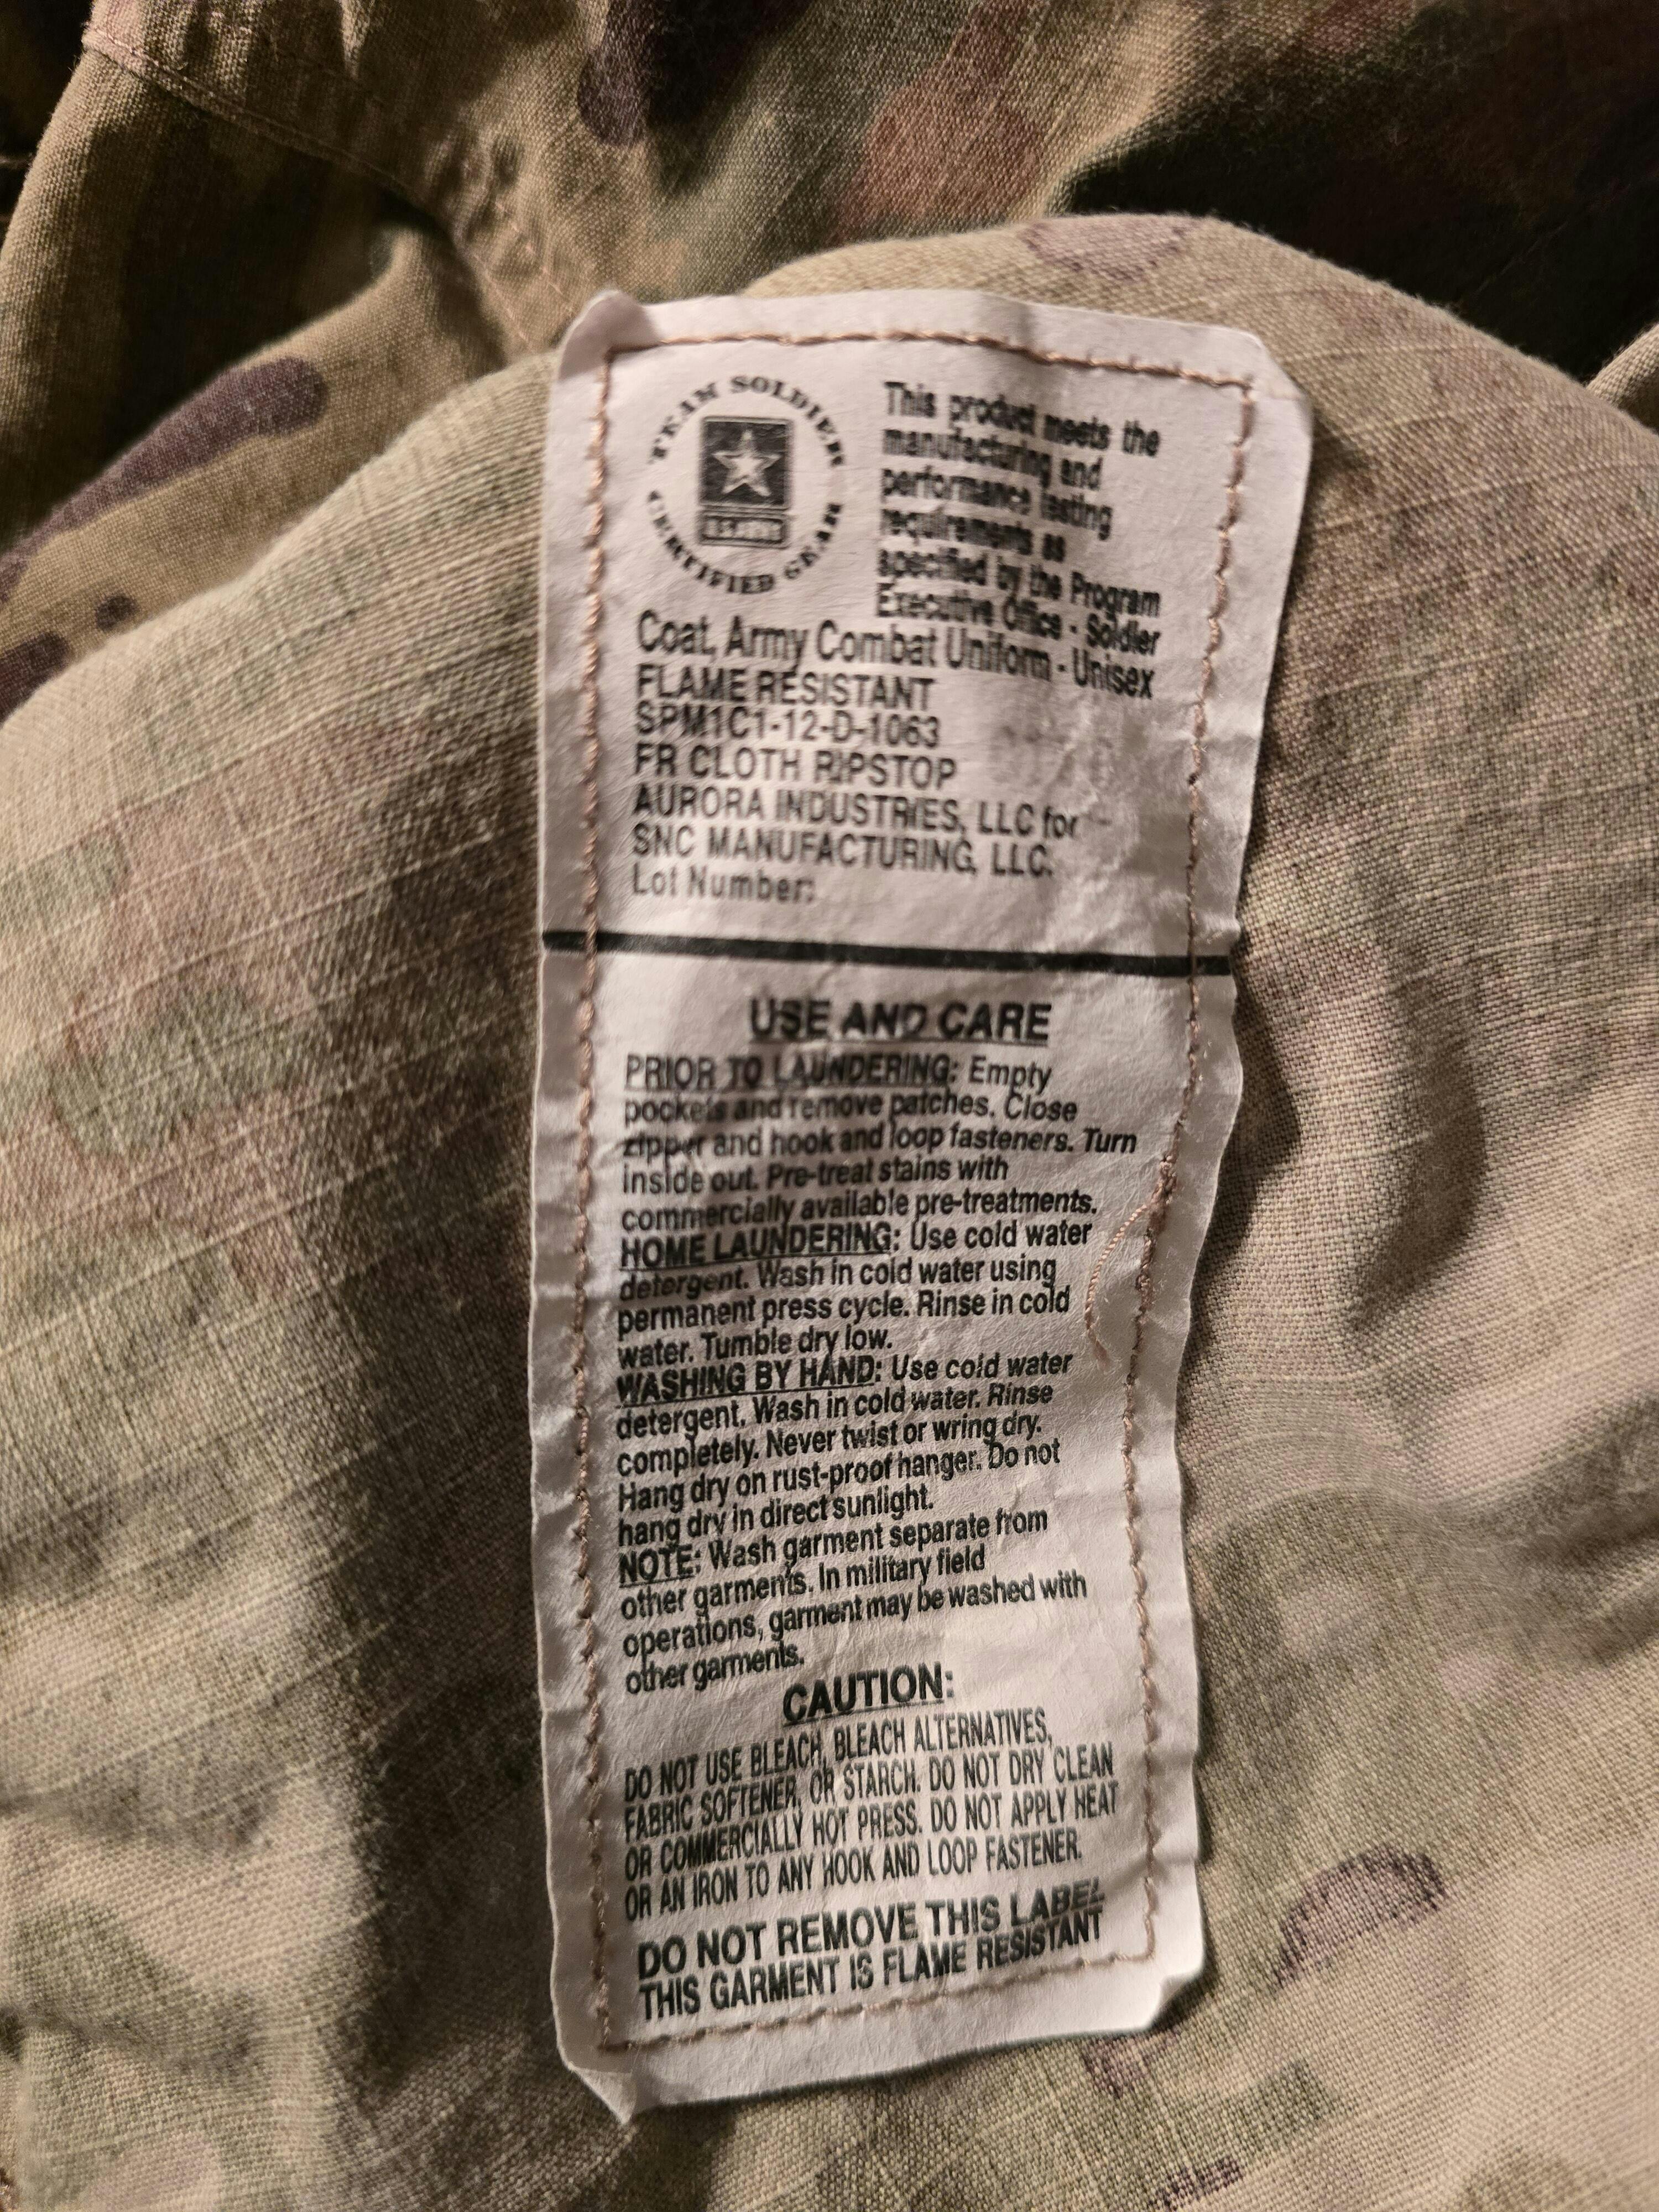 TEAM SOLDIER
U.S. ARMY
CERTIFIED GEAR
This product meets the
manufacturing and
performance testing
requirements as
specified by the Program
Executive Office - Soldier
Coat, Army Combat Uniform - Unisex
FLAME RESISTANT
SPM1C1-12-D-1063
FR CLOTH RIPSTOP
AURORA INDUSTRIES, LLC for
SNC MANUFACTURING, LLC.
Lot Number:
USE AND CARE
PRIOR TO LAUNDERING: Empty
pockets and remove patches. Close
zipper and hook and loop fasteners. Turn
inside out. Pre-treat stains with
commercially available pre-treatments.
HOME LAUNDERING: Use cold water
detergent. Wash in cold water using
permanent press cycle. Rinse in cold
water. Tumble dry low.
WASHING BY HAND: Use cold water
detergent. Wash in cold water. Rinse
completely. Never twist or wring dry.
Hang dry on rust-proof hanger. Do not
hang dry in direct sunlight.
NOTE: Wash garment separate from
other garments. In military field
operations, garment may be washed with
other garments.
CAUTION:
DO NOT USE BLEACH, BLEACH ALTERNATIVES,
FABRIC SOFTENER, OR STARCH. DO NOT DRY CLEAN
OR COMMERCIALLY HOT PRESS. DO NOT APPLY HEAT
OR AN IRON TO ANY HOOK AND LOOP FASTENER.
DO NOT REMOVE THIS LABEL
THIS GARMENT IS FLAME RESISTANT